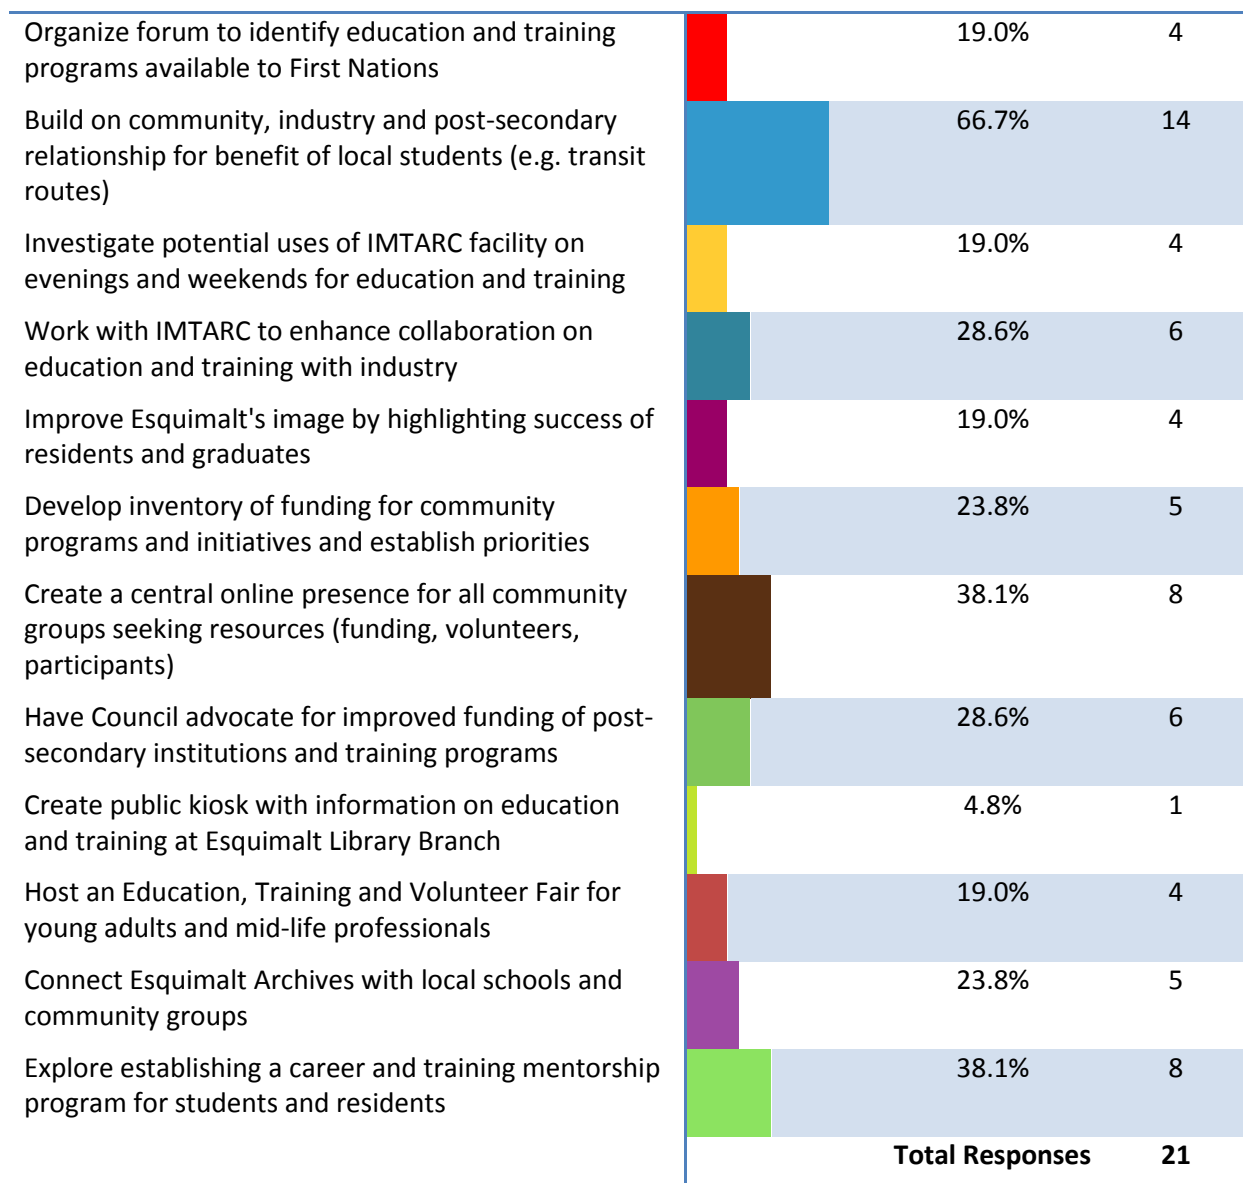 Organize forum to identify education and training 19.0% 4
programs available to First Nations
Build on community, industry and post-secondary 66.7% 14
relationship for benefit of local students (e.g. transit
routes)
Investigate potential uses of IMTARC facility on 19.0% 4
evenings and weekends for education and training
Work with IMTARC to enhance collaboration on 28.6% 6
education and training with industry
Improve Esquimalt's image by highlighting success of 19.0% 4
residents and graduates
Develop inventory of funding for community 23.8% 5
programs and initiatives and establish priorities
Create a central online presence for all community 38.1% 8
groups seeking resources (funding, volunteers,
participants)
Have Council advocate for improved funding of post- 28.6% 6
secondary institutions and training programs
Create public kiosk with information on education 4.8% 1
and training at Esquimalt Library Branch
Host an Education, Training and Volunteer Fair for 19.0% 4
young adults and mid-life professionals
Connect Esquimalt Archives with local schools and 23.8% 5
community groups
Explore establishing a career and training mentorship 38.1% 8
program for students and residents
Total Responses 21